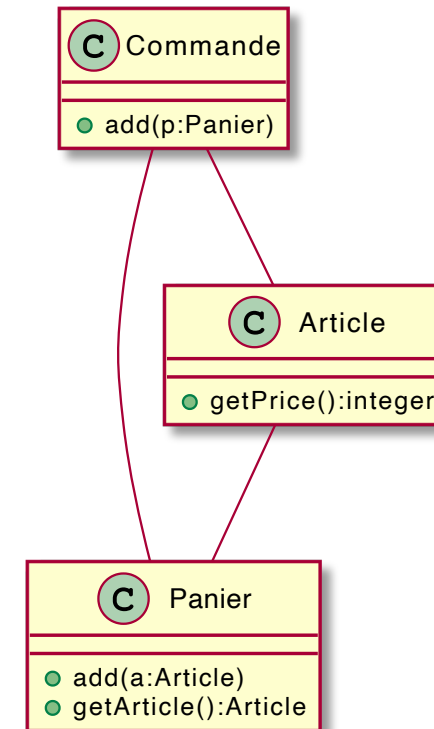 C Commande
add(p:Panier)
C Article
getPrice():integer
C Panier
add(a:Article)
getArticle():Article